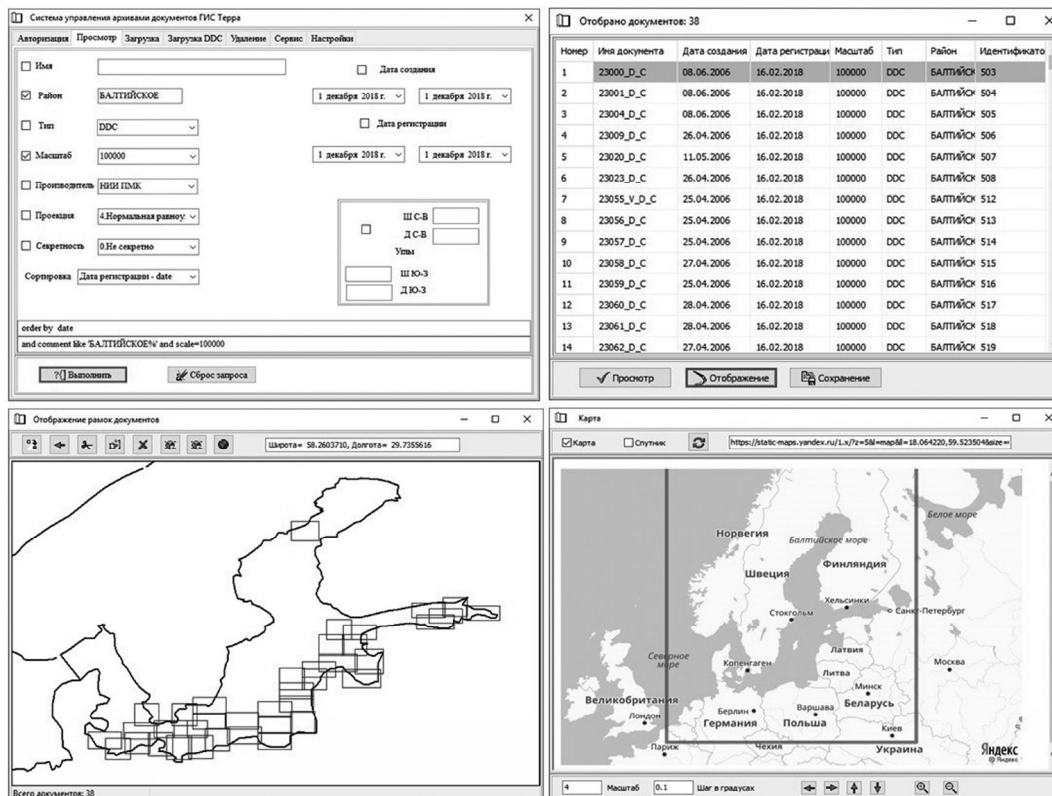 Система управления архивами документов ГИС Терра
Авторизация Просмотр Загрузка Загрузка DDC Удаление Сервис Настройки
Имя
Дата создания
Район БАЛТИЙСКОЕ 1 декабря 2018 г. 1 декабря 2018 г.
Тип DDC Дата регистрации
Масштаб 100000 1 декабря 2018 г. 1 декабря 2018 г.
Производитель НИИ ПМК
Проекция 4.Нормальная равноу
Секретность 0.Не секретно
Сортировка Дата регистрации - date
Ш С-В
Д С-В
Углы
Ш Ю-З
Д Ю-З
order by date
and comment like 'БАЛТИЙСКОЕ%' and scale=100000
?{} Выполнить Сброс запроса
Отобрано документов: 38
Номер Имя документа Дата создания Дата регистраци Масштаб Тип Район Идентификато
1 23000_D_C 08.06.2006 16.02.2018 100000 DDC БАЛТИЙСК 503
2 23001_D_C 08.06.2006 16.02.2018 100000 DDC БАЛТИЙСК 504
3 23004_D_C 08.06.2006 16.02.2018 100000 DDC БАЛТИЙСК 505
4 23009_D_C 26.04.2006 16.02.2018 100000 DDC БАЛТИЙСК 506
5 23020_D_C 11.05.2006 16.02.2018 100000 DDC БАЛТИЙСК 507
6 23023_D_C 26.04.2006 16.02.2018 100000 DDC БАЛТИЙСК 508
7 23055_V_D_C 25.04.2006 16.02.2018 100000 DDC БАЛТИЙСК 512
8 23056_D_C 25.04.2006 16.02.2018 100000 DDC БАЛТИЙСК 513
9 23057_D_C 25.04.2006 16.02.2018 100000 DDC БАЛТИЙСК 514
10 23058_D_C 27.04.2006 16.02.2018 100000 DDC БАЛТИЙСК 515
11 23059_D_C 25.04.2006 16.02.2018 100000 DDC БАЛТИЙСК 516
12 23060_D_C 28.04.2006 16.02.2018 100000 DDC БАЛТИЙСК 517
13 23061_D_C 28.04.2006 16.02.2018 100000 DDC БАЛТИЙСК 518
14 23062_D_C 27.04.2006 16.02.2018 100000 DDC БАЛТИЙСК 519
Просмотр Отображение Сохранение
Отображение рамок документов
Широта= 58.2603710, Долгота= 29.7355616
Всего документов: 38
Карта
Карта Спутник https://static-maps.yandex.ru/1.x/?z=5&l=map&ll=18.064220,59.523504&size=
Белое море
Норвегия
Балтийское море
Швеция
Финляндия
Хельсинки
Стокгольм
Санкт-Петербург
Северное
море
Латвия
Копенгаген
Москва
Литва
Минск
Великобритания
Беларусь
Берлин
Варшава
Лондон
Германия
Польша
Киев
Париж
Чехия
Украина
Яндекс
© Яндекс
4 Масштаб 0.1 Шаг в градусах